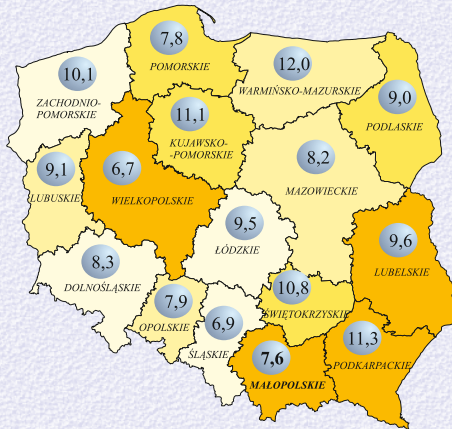 7,8
POMORSKIE
12,0
WARMIŃSKO-MAZURSKIE
10,1
ZACHODNIO-
POMORSKIE
9,0
PODLASKIE
11,1
KUJAWSKO-
-POMORSKIE
8,2
MAZOWIECKIE
9,1
LUBUSKIE
6,7
WIELKOPOLSKIE
9,5
ŁÓDZKIE
9,6
LUBELSKIE
8,3
DOLNOŚLĄSKIE
7,9
OPOLSKIE
6,9
ŚLĄSKIE
10,8
ŚWIĘTOKRZYSKIE
7,6
MAŁOPOLSKIE
11,3
PODKARPACKIE